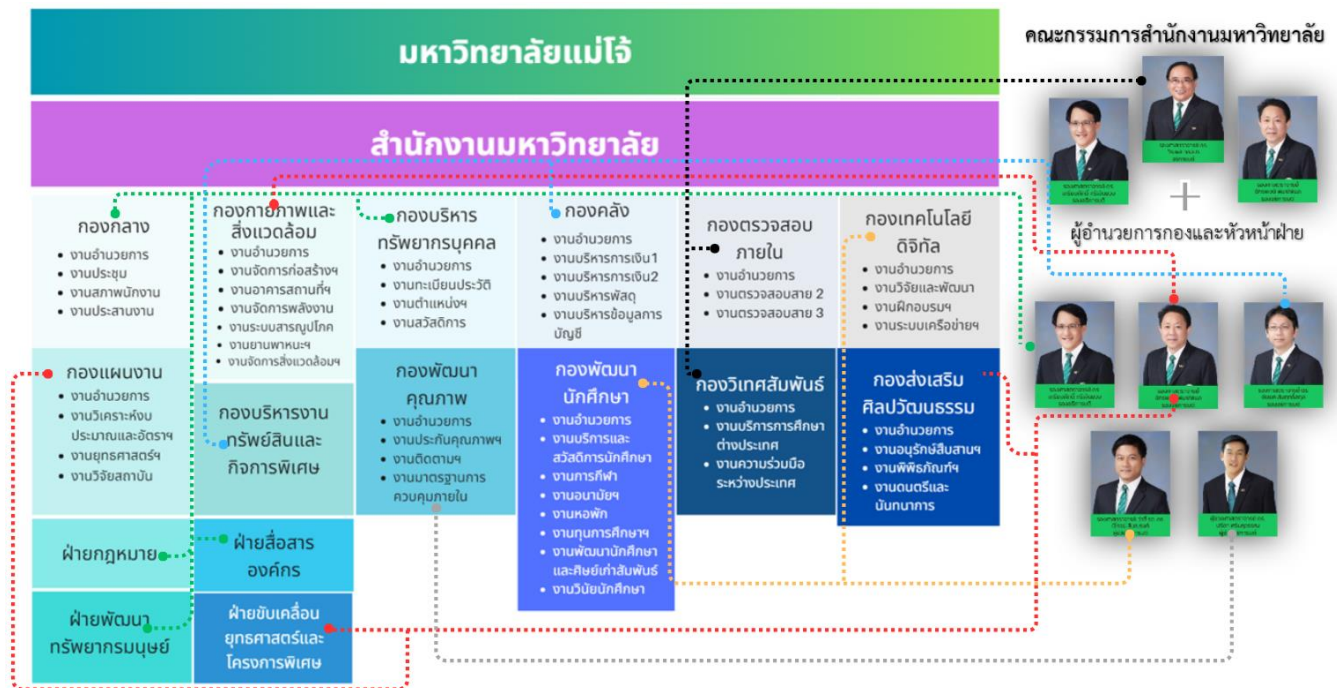 มหาวิทยาลัยแม่โจ้
สำนักงานมหาวิทยาลัย
กองกลาง
• งานอำนวยการ
• งานประชุม
• งานสภาพนักงาน
• งานประสานงาน
กองกายภาพและ
สิ่งแวดล้อม
• งานอำนวยการ
• งานจัดการก่อสร้างฯ
• งานอาคารสถานที่ฯ
• งานจัดการพลังงาน
• งานระบบสารณูปโภค
• งานยานพาหนะฯ
• งานจัดการสิ่งแวดล้อมฯ
กองบริหาร
ทรัพยากรบุคคล
• งานอำนวยการ
• งานทะเบียนประวัติ
• งานตำแหน่งฯ
• งานสวัสดิการ
กองคลัง
• งานอำนวยการ
• งานบริหารการเงิน1
• งานบริหารการเงิน2
• งานบริหารพัสดุ
• งานบริหารข้อมูลการ
บัญชี
กองตรวจสอบ
ภายใน
• งานอำนวยการ
• งานตรวจสอบสาย 2
• งานตรวจสอบสาย 3
กองเทคโนโลยี
ดิจิทัล
• งานอำนวยการ
• งานวิจัยและพัฒนา
• งานฝึกอบรมฯ
• งานระบบเครือข่ายฯ
กองแผนงาน
• งานอำนวยการ
• งานวิเคราะห์งบ
ประมาณและอัตราฯ
• งานยุทธศาสตร์ฯ
• งานวิจัยสถาบัน
กองบริหารงาน
ทรัพย์สินและ
กิจการพิเศษ
กองพัฒนา
คุณภาพ
• งานอำนวยการ
• งานประกันคุณภาพฯ
• งานติดตามฯ
• งานมาตรฐานการ
ควบคุมภายใน
กองพัฒนา
นักศึกษา
• งานอำนวยการ
• งานบริการและ
สวัสดิการนักศึกษา
• งานการกีฬา
• งานอนามัยฯ
• งานหอพัก
• งานทุนการศึกษาฯ
• งานพัฒนานักศึกษา
และศิษย์เก่าสัมพันธ์
• งานวินัยนักศึกษา
กองวิเทศสัมพันธ์
• งานอำนวยการ
• งานบริการการศึกษา
ต่างประเทศ
• งานความร่วมมือ
ระหว่างประเทศ
กองส่งเสริม
ศิลปวัฒนธรรม
• งานอำนวยการ
• งานอนุรักษ์สืบสานฯ
• งานพิพิธภัณฑ์ฯ
• งานดนตรีและ
นันทนาการ
ฝ่ายกฎหมาย
ฝ่ายสื่อสาร
องค์กร
ฝ่ายพัฒนา
ทรัพยากรมนุษย์
ฝ่ายขับเคลื่อน
ยุทธศาสตร์และ
โครงการพิเศษ
คณะกรรมการสำนักงานมหาวิทยาลัย
+
ผู้อำนวยการกองและหัวหน้าฝ่าย